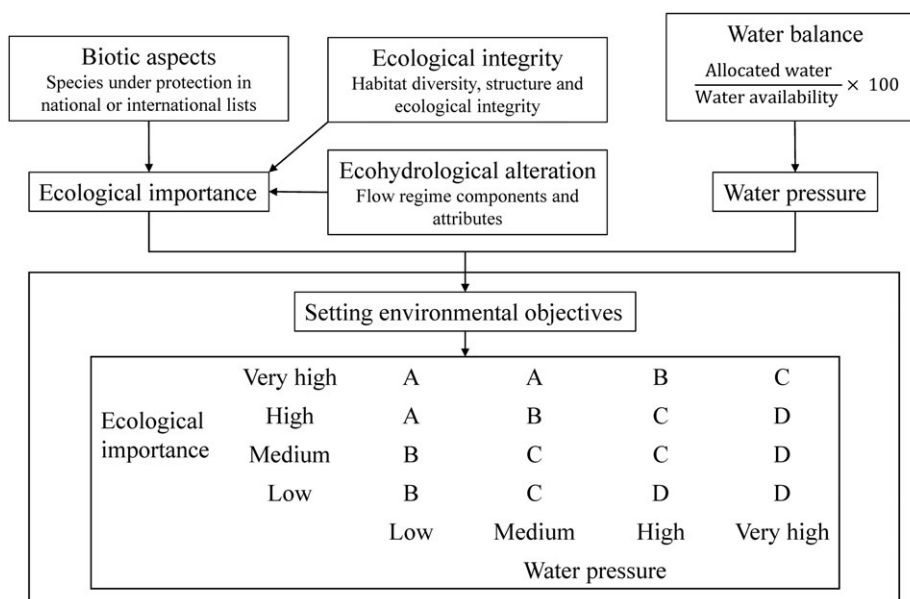 Biotic aspects
Species under protection in
national or international lists
Ecological integrity
Habitat diversity, structure and
ecological integrity
Water balance
Allocated water
Water availability
× 100
Ecological importance
Ecohydrological alteration
Flow regime components and
attributes
Water pressure
Setting environmental objectives
Ecological
importance
Very high A A B C
High A B C D
Medium B C C D
Low B C D D
Low Medium High Very high
Water pressure